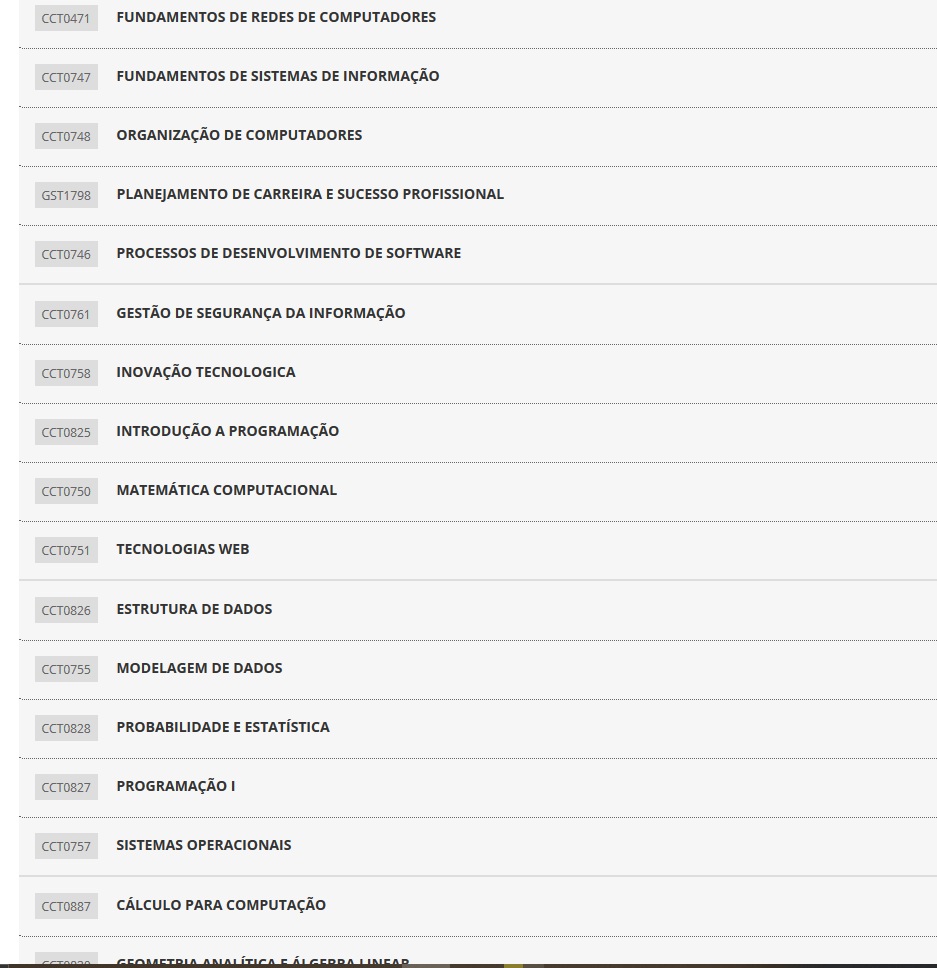 CCT0471 FUNDAMENTOS DE REDES DE COMPUTADORES
CCT0747 FUNDAMENTOS DE SISTEMAS DE INFORMAÇÃO
CCT0748 ORGANIZAÇÃO DE COMPUTADORES
GST1798 PLANEJAMENTO DE CARREIRA E SUCESSO PROFISSIONAL
CCT0746 PROCESSOS DE DESENVOLVIMENTO DE SOFTWARE
CCT0761 GESTÃO DE SEGURANÇA DA INFORMAÇÃO
CCT0758 INOVAÇÃO TECNOLOGICA
CCT0825 INTRODUÇÃO A PROGRAMAÇÃO
CCT0750 MATEMÁTICA COMPUTACIONAL
CCT0751 TECNOLOGIAS WEB
CCT0826 ESTRUTURA DE DADOS
CCT0755 MODELAGEM DE DADOS
CCT0828 PROBABILIDADE E ESTATÍSTICA
CCT0827 PROGRAMAÇÃO I
CCT0757 SISTEMAS OPERACIONAIS
CCT0887 CÁLCULO PARA COMPUTAÇÃO
GEOMETRIA ANALÍTICA E ÁLGEBRA LINEAR